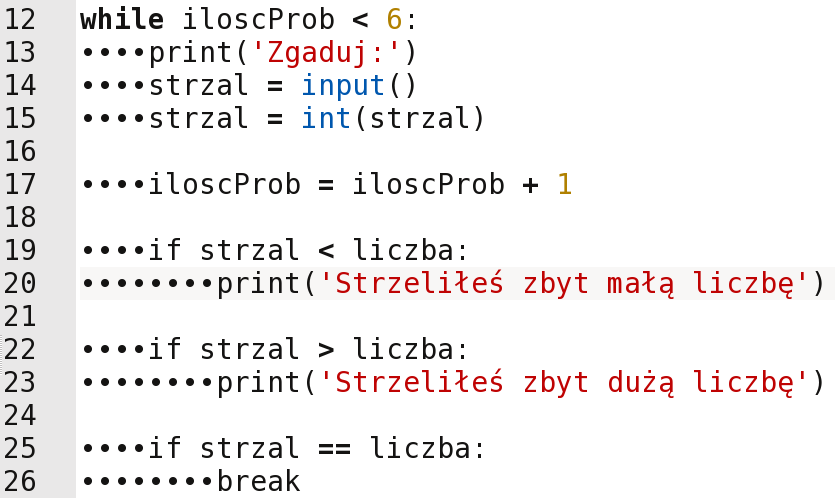 12 while iloscProb < 6:
13 ••••print('Zgaduj:')
14 ••••strzal = input()
15 ••••strzal = int(strzal)
16
17 ••••iloscProb = iloscProb + 1
18
19 ••••if strzal < liczba:
20 ••••••••print('Strzeliłeś zbyt małą liczbę')
21
22 ••••if strzal > liczba:
23 ••••••••print('Strzeliłeś zbyt dużą liczbę')
24
25 ••••if strzal == liczba:
26 ••••••••break